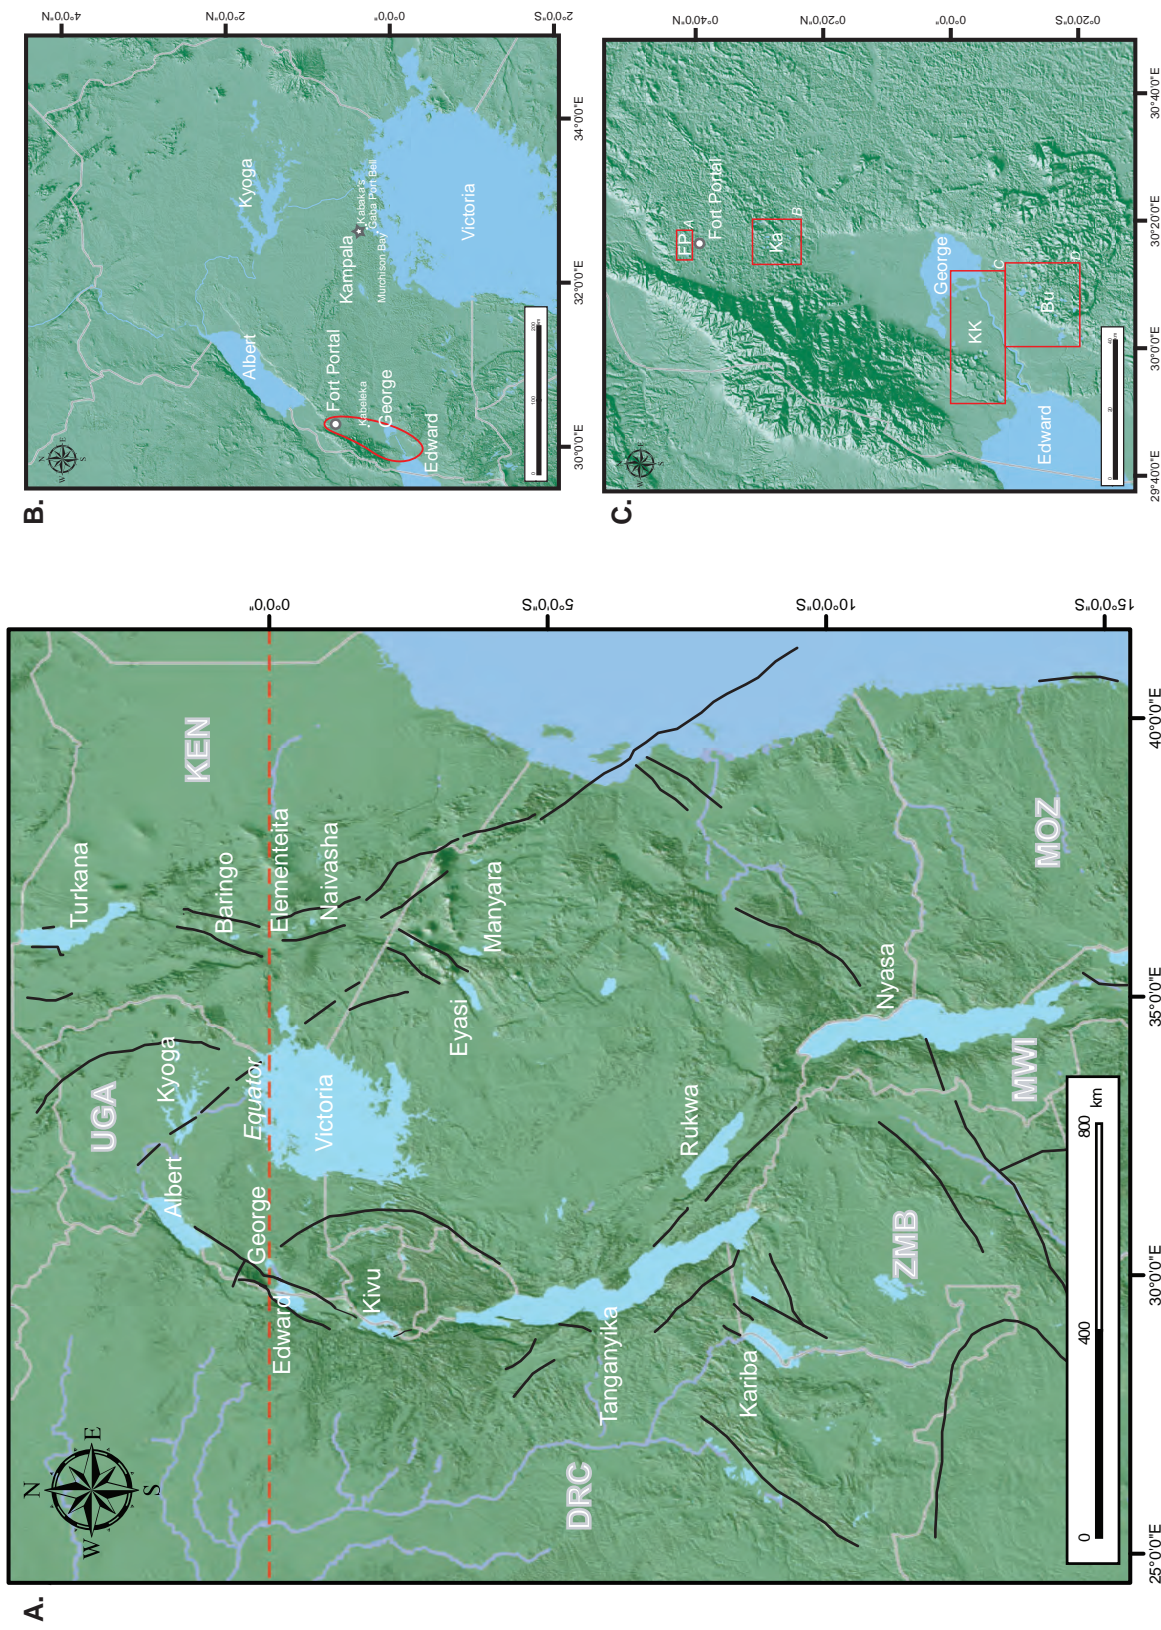 A.
N
W
E
S
Turkana
KEN
Baringo
Elementeita
Naivasha
UGA
Kyoga
Albert
George
Equator
Victoria
Edward
Kivu
Manyara
Eyasi
Rukwa
Tanganyika
Nyasa
Kariba
DRC
ZMB
MWI
MOZ
0
400
800
km
25°0'0"E
30°0'0"E
35°0'0"E
40°0'0"E
0°0'0"
5°0'0"S
10°0'0"S
15°0'0"S
B.
N
W
E
S
Kyoga
Albert
Kampala
Kabaka's
Gaba Port Bell
Murchison Bay
Fort Portal
Kabeleka
George
Edward
Victoria
0
100
200
30°0'0"E
32°0'0"E
34°0'0"E
4°0'0"N
2°0'0"N
0°0'0"
2°0'0"S
C.
N
W
E
S
FP
A
Fort Portal
Ka
B
George
KK
C
Bu
D
Edward
0
20
40
29°40'0"E
30°0'0"E
30°20'0"E
30°40'0"E
0°40'0"N
0°20'0"N
0°0'0"
0°20'0"S